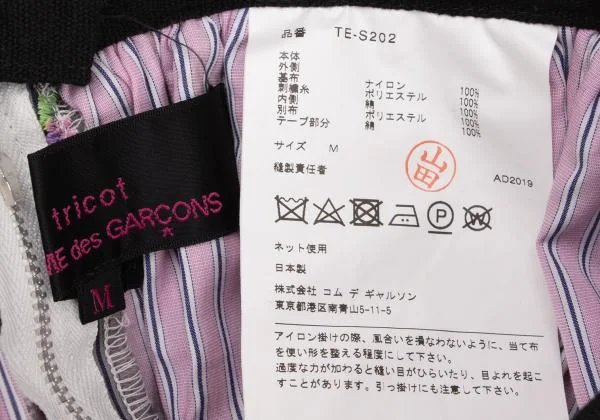 tricot
ME des GARÇONS
M
品番 TE-S202
本体
外側
基布 ナイロン 100%
刺繍糸 ポリエステル 100%
内側 綿 100%
別布 ポリエステル 100%
テープ部分 綿 100%
サイズ M
縫製責任者
山田
AD2019
P
W
ネット使用
日本製
株式会社 コム デ ギャルソン
東京都港区南青山5-11-5
アイロン掛けの際、風合いを損なわないように、当て布
を使い形を整える程度にして下さい。
過度な力が加わると縫い目がひらいたり、目よれを起こ
すことがあります。引っ掛けにも注意して下さい。